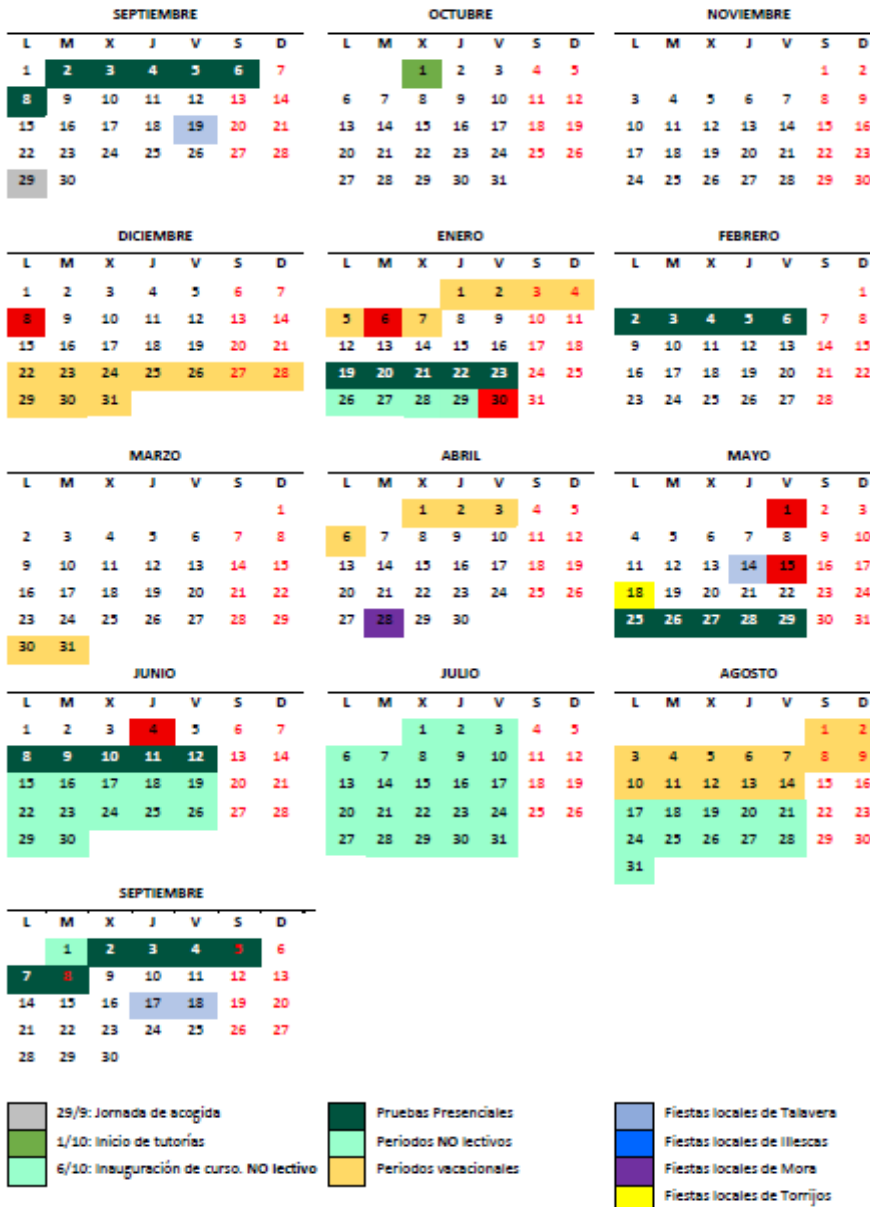 SEPTIEMBRE OCTUBRE NOVIEMBRE
L M X J V S D L M X J V S D L M X J V S D
1 2 3 4 5 6 7 1 2 3 4 5 1 2
8 9 10 11 12 13 14 6 7 8 9 10 11 12 3 4 5 6 7 8 9
15 16 17 18 19 20 21 13 14 15 16 17 18 19 10 11 12 13 14 15 16
22 23 24 25 26 27 28 20 21 22 23 24 25 26 17 18 19 20 21 22 23
29 30 27 28 29 30 31 24 25 26 27 28 29 30
DICIEMBRE ENERO FEBRERO
L M X J V S D L M X J V S D L M X J V S D
1 2 3 4 5 6 7 1 2 3 4 1
8 9 10 11 12 13 14 5 6 7 8 9 10 11 2 3 4 5 6 7 8
15 16 17 18 19 20 21 12 13 14 15 16 17 18 9 10 11 12 13 14 15
22 23 24 25 26 27 28 19 20 21 22 23 24 25 16 17 18 19 20 21 22
29 30 31 26 27 28 29 30 31 23 24 25 26 27 28
MARZO ABRIL MAYO
L M X J V S D L M X J V S D L M X J V S D
1 1 2 3 4 5 1 2 3
2 3 4 5 6 7 8 6 7 8 9 10 11 12 4 5 6 7 8 9 10
9 10 11 12 13 14 15 13 14 15 16 17 18 19 11 12 13 14 15 16 17
16 17 18 19 20 21 22 20 21 22 23 24 25 26 18 19 20 21 22 23 24
23 24 25 26 27 28 29 27 28 29 30 25 26 27 28 29 30 31
30 31
JUNIO JULIO AGOSTO
L M X J V S D L M X J V S D L M X J V S D
1 2 3 4 5 6 7 1 2 3 4 5 1 2
8 9 10 11 12 13 14 6 7 8 9 10 11 12 3 4 5 6 7 8 9
15 16 17 18 19 20 21 13 14 15 16 17 18 19 10 11 12 13 14 15 16
22 23 24 25 26 27 28 20 21 22 23 24 25 26 17 18 19 20 21 22 23
29 30 27 28 29 30 31 24 25 26 27 28 29 30
31
SEPTIEMBRE
L M X J V S D
1 2 3 4 5 6
7 8 9 10 11 12 13
14 15 16 17 18 19 20
21 22 23 24 25 26 27
28 29 30
29/9: Jornada de acogida Pruebas Presenciales Fiestas locales de Talavera
1/10: Inicio de tutorías Periodos NO lectivos Fiestas locales de Illescas
6/10: Inauguración de curso. NO lectivo Periodos vacacionales Fiestas locales de Mora
Fiestas locales de Torrijos